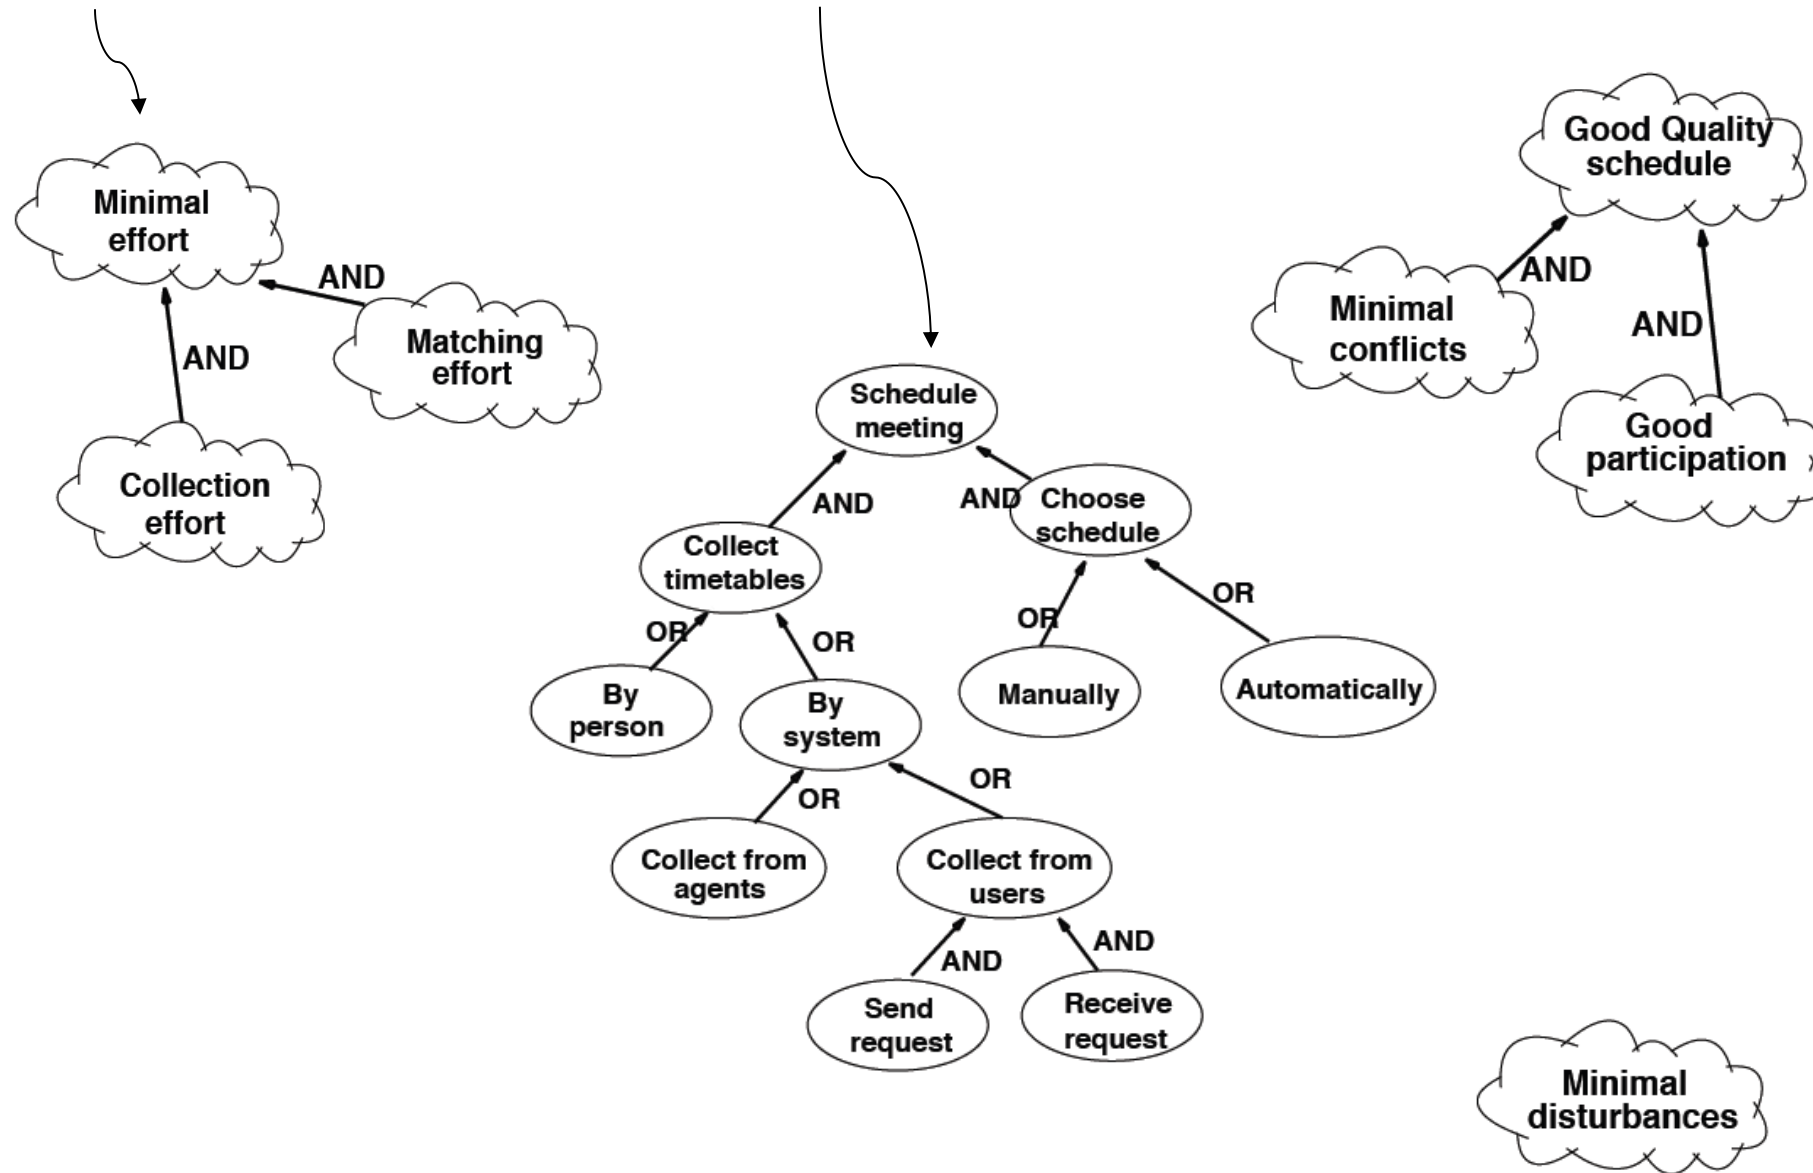 Good Quality
schedule
Minimal
effort
AND
AND
Minimal
conflicts
AND
Matching
effort
AND
AND
Schedule
meeting
Good
participation
Collection
effort
AND
AND
Choose
schedule
Collect
timetables
OR
OR
OR
OR
By
person
By
system
Manually
Automatically
OR
OR
Collect from
agents
Collect from
users
AND
AND
Send
request
Receive
request
Minimal
disturbances